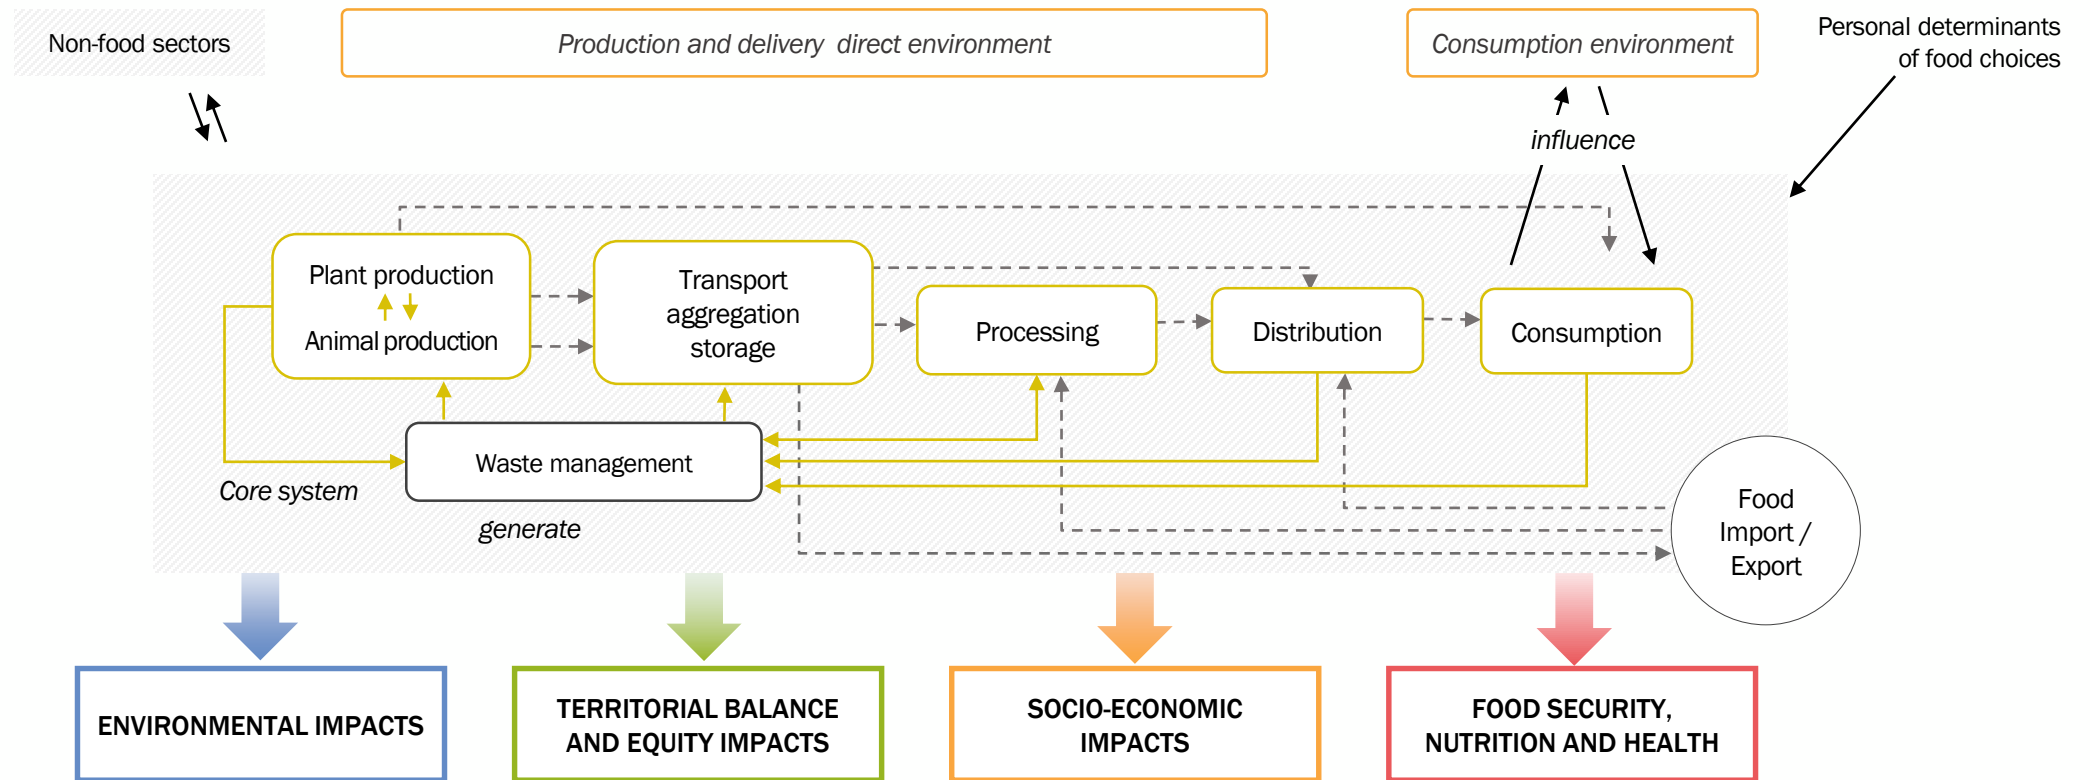 Non-food sectors
Production and delivery direct environment
Consumption environment
Personal determinants
of food choices
influence
Plant production
Animal production
Transport
aggregation
storage
Processing
Distribution
Consumption
Waste management
Core system
generate
Food
Import /
Export
ENVIRONMENTAL IMPACTS
TERRITORIAL BALANCE
AND EQUITY IMPACTS
SOCIO-ECONOMIC
IMPACTS
FOOD SECURITY,
NUTRITION AND HEALTH